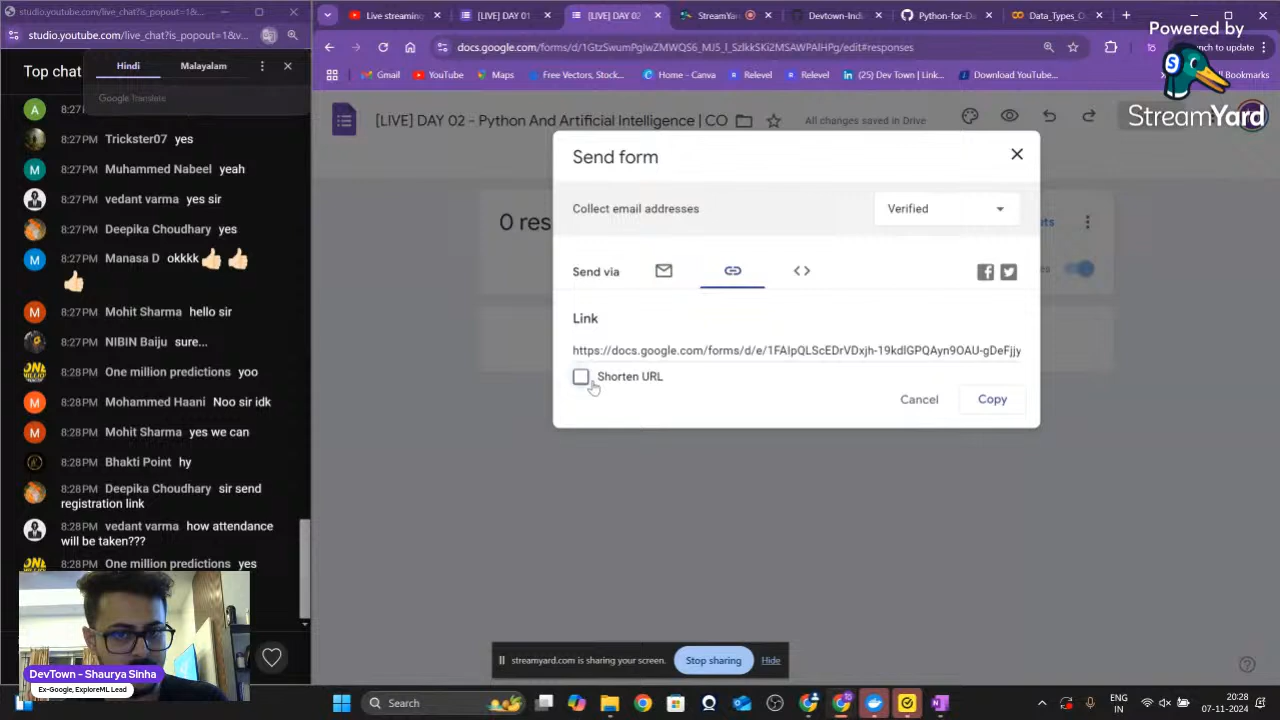 studio.youtube.com/live_chat?is_popout=1&v...
Top chat
Hindi
Malayalam
Google Translate
A
8:27
Trickster07 yes
8:27PM
M
8:27PM Muhammed Nabeel yeah
8:27PM vedant varma yes sir
8:27PM Deepika Choudhary yes
M
8:27PM Manasa D okkkk👍🏻👍🏻
👍🏻
M
8:27PM Mohit Sharma hello sir
8:27PM NIBIN Baiju sure...
8:27PM One million predictions yoo
M
8:28PM Mohammed Haani Noo sir idk
M
8:28PM Mohit Sharma yes we can
8:28PM Bhakti Point hy
8:28PM Deepika Choudhary sir send
registration link
8:28PM vedant varma how attendance
will be taken???
8:28PM One million predictions yes
DevTown - Shaurya Sinha
Ex-Google, ExploreML Lead
Live streaming
[LIVE] DAY 01
[LIVE] DAY 02
StreamYar
Devtown-Indi
Python-for-Da
Data_Types_O
Powered by
StreamYard
docs.google.com/forms/d/
/edit#responses
ch to update
Gmail
YouTube
Maps
Free Vectors, Stock...
Home - Canva
Relevel
Relevel
(15) Dev Town | Link...
Download YouTube...
All Bookmarks
[LIVE] DAY 02 - Python And Artificial Intelligence | CO
All changes saved in Drive
0 res
Send form
Collect email addresses
Verified
Send via
Link
https://docs.google.com/forms/d/e/1FAIpQLScEDrVDxjh-19kdlGPQAyn9OAU-gDeFjjy
Shorten URL
Cancel
Copy
streamyard.com is sharing your screen.
Stop sharing
Hide
Search
ENG
IN
20:28
07-11-2024